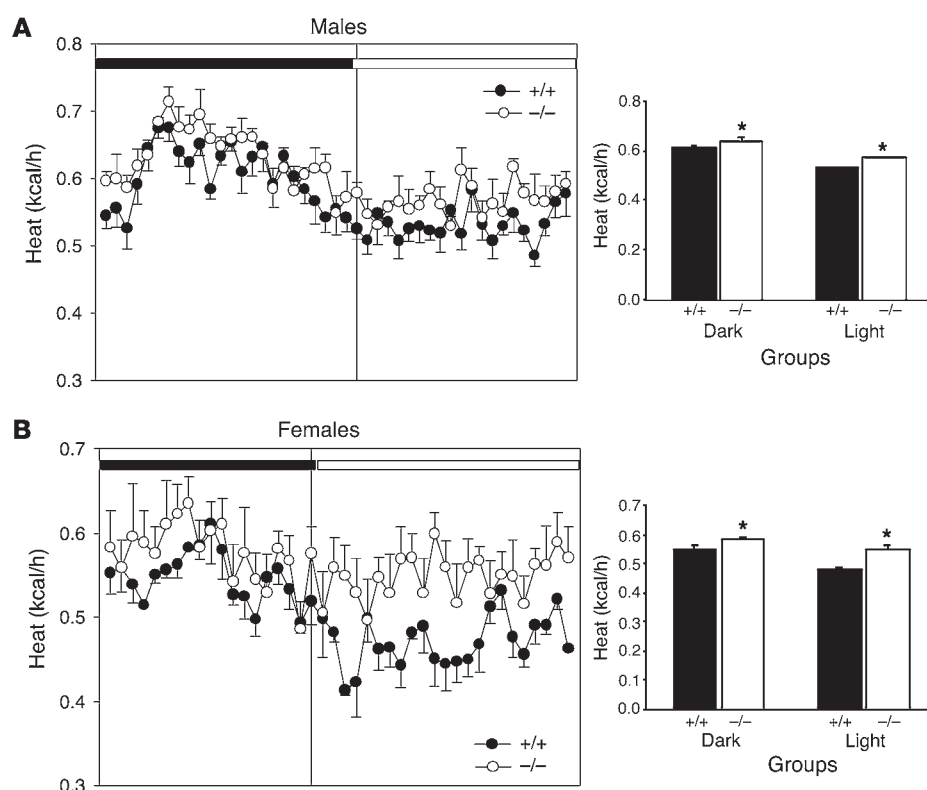 A
Males
0.8
0.7
0.6
0.5
0.4
0.3
Heat (kcal/h)
+/+
–/–
0.8
0.6
0.4
0.6
0.0
Heat (kcal/h)
*
*
+/+ –/– +/+ –/–
Dark Light
Groups
B
Females
0.7
0.6
0.5
0.4
0.3
Heat (kcal/h)
+/+
–/–
0.7
0.6
0.5
0.4
0.3
0.2
0.1
0.0
Heat (kcal/h)
*
*
+/+ –/– +/+ –/–
Dark Light
Groups